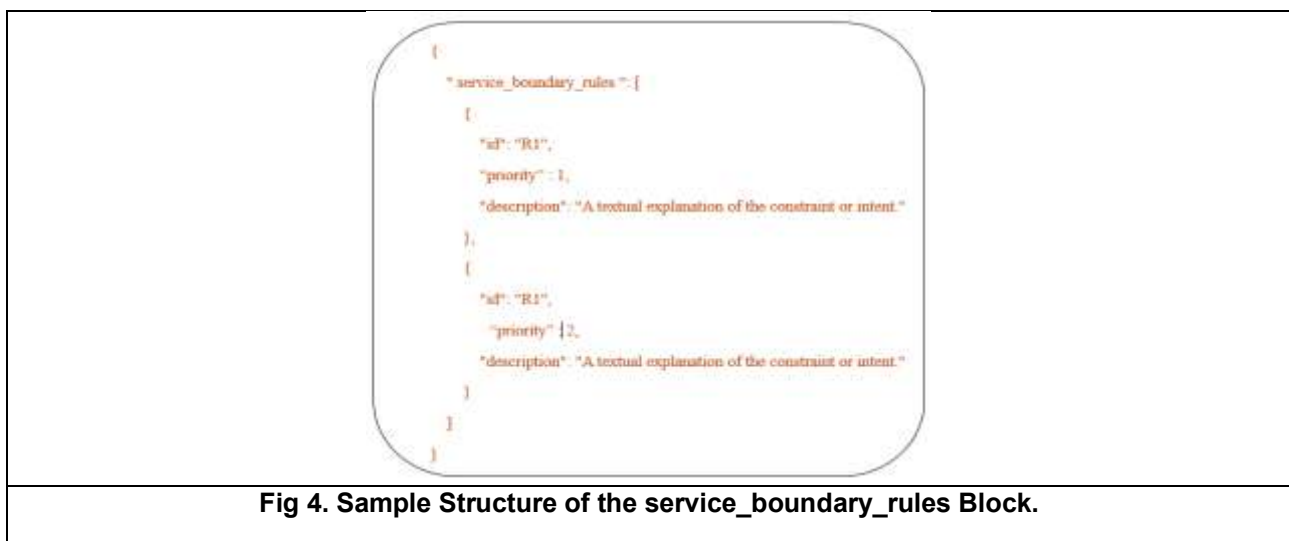 {
" service_boundary_rules ": [
{
"id": "R1",
"priority" : 1,
"description": "A textual explanation of the constraint or intent."
},
{
"id": "R1",
"priority" : 2,
"description": "A textual explanation of the constraint or intent."
}
]
}
Fig 4. Sample Structure of the service_boundary_rules Block.